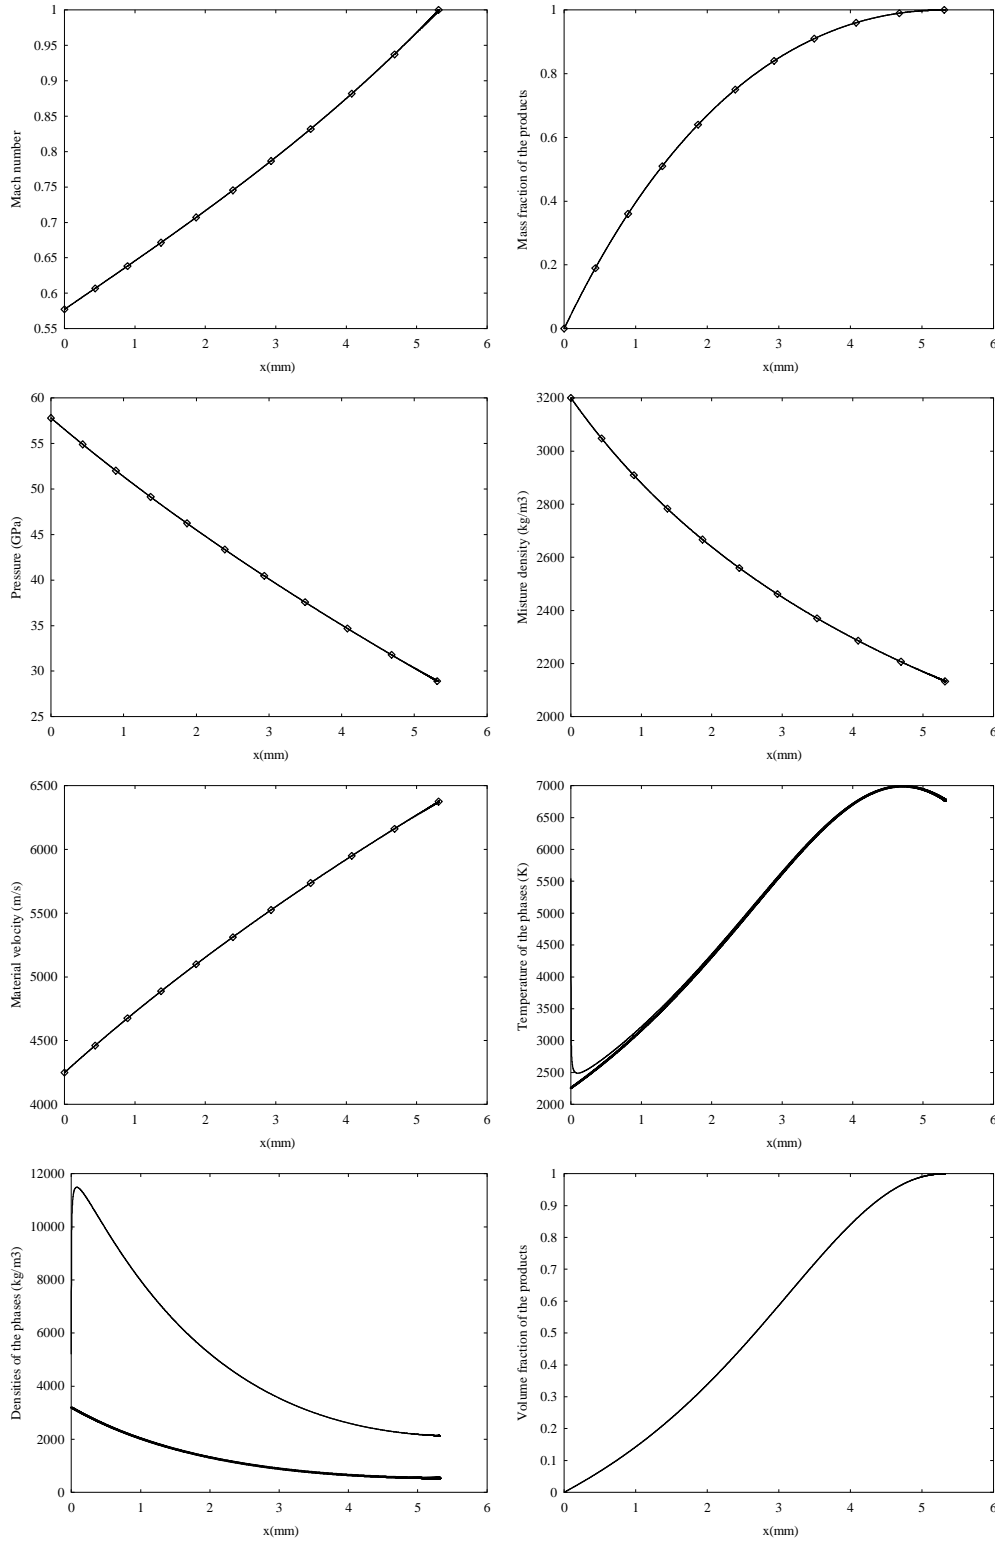 1
0.95
0.9
0.85
0.8
0.75
0.7
0.65
0.6
0.55
Mach number
0 1 2 3 4 5 6
x(mm)
1
0.8
0.6
0.4
0.2
0
Mass fraction of the products
0 1 2 3 4 5 6
x(mm)
60
55
50
45
40
35
30
25
Pressure (GPa)
0 1 2 3 4 5 6
x(mm)
3200
3000
2800
2600
2400
2200
2000
Misture density (kg/m3)
0 1 2 3 4 5 6
x(mm)
6500
6000
5500
5000
4500
4000
Material velocity (m/s)
0 1 2 3 4 5 6
x(mm)
7000
6500
6000
5500
5000
4500
4000
3500
3000
2500
2000
Temperature of the phases (K)
0 1 2 3 4 5 6
x(mm)
12000
10000
8000
6000
4000
2000
0
Densities of the phases (kg/m3)
0 1 2 3 4 5 6
x(mm)
1
0.9
0.8
0.7
0.6
0.5
0.4
0.3
0.2
0.1
0
Volume fraction of the products
0 1 2 3 4 5 6
x(mm)